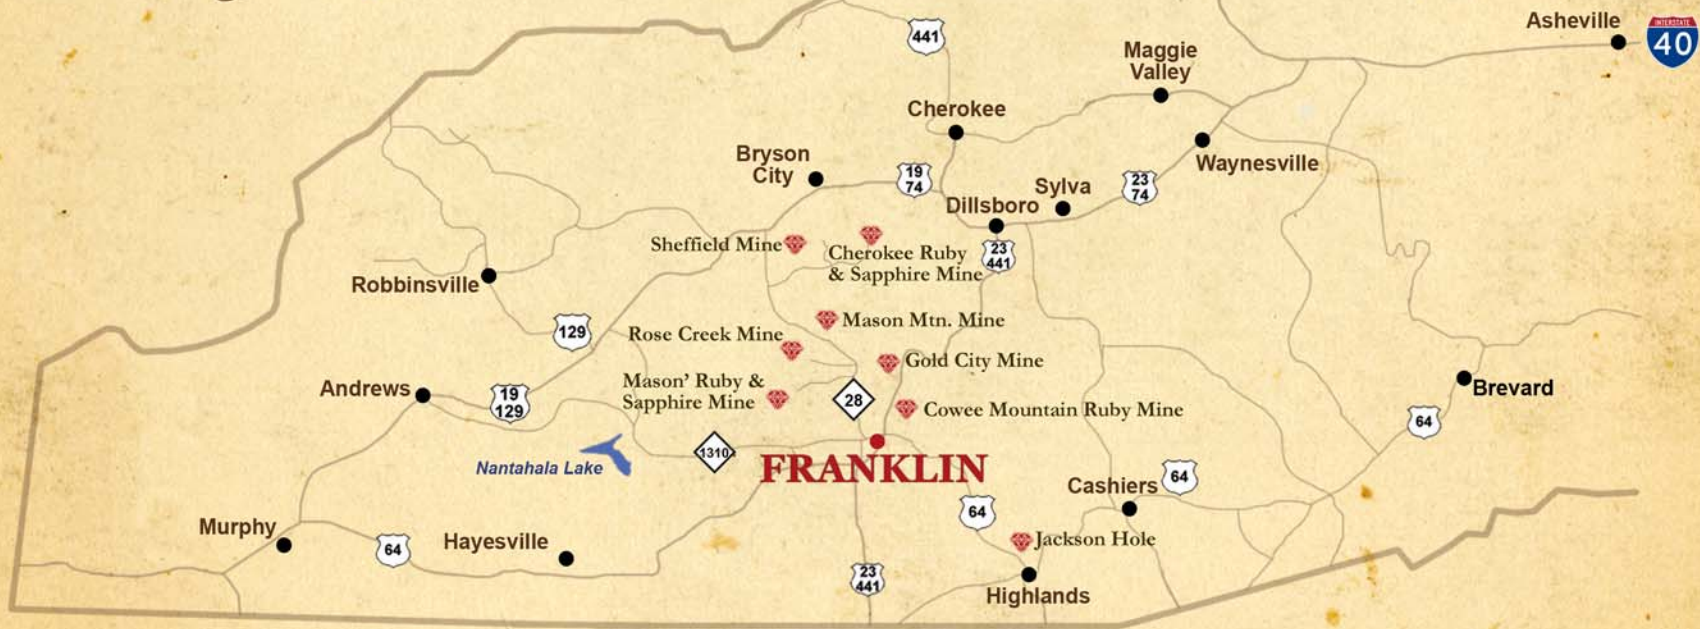 Asheville
INTERSTATE
40
441
Maggie
Valley
Cherokee
Bryson
City
19
74
Sylva
23
74
Waynesville
Dillsboro
23
441
Sheffield Mine
Cherokee Ruby
& Sapphire Mine
Robbinsville
129
Mason Mtn. Mine
Rose Creek Mine
Gold City Mine
Andrews
19
129
Mason' Ruby &
Sapphire Mine
28
Cowee Mountain Ruby Mine
Brevard
64
Nantahala Lake
1310
FRANKLIN
Cashiers
64
64
Murphy
64
Hayesville
Jackson Hole
23
441
Highlands